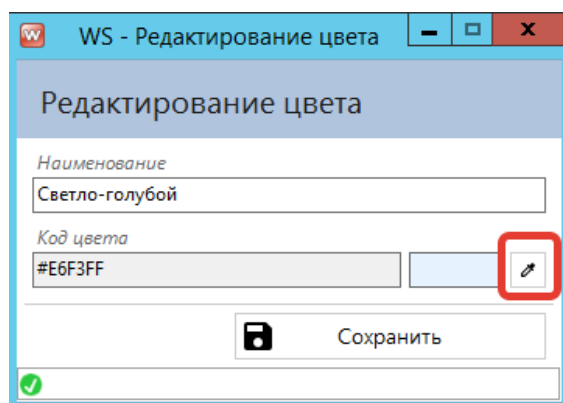 WS - Редактирование цвета
Редактирование цвета
Наименование
Светло-голубой
Код цвета
#E6F3FF
Сохранить